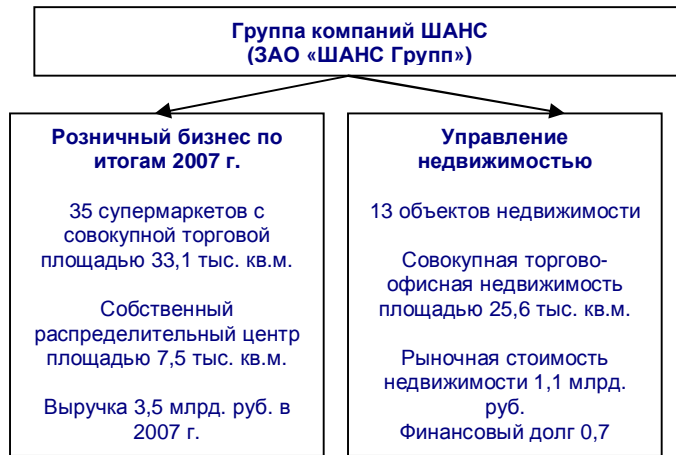 Группа компаний ШАНС
(ЗАО «ШАНС Групп»)
Розничный бизнес по
итогам 2007 г.
35 супермаркетов с
совокупной торговой
площадью 33,1 тыс. кв.м.
Собственный
распределительный центр
площадью 7,5 тыс. кв.м.
Выручка 3,5 млрд. руб. в
2007 г.
Управление
недвижимостью
13 объектов недвижимости
Совокупная торгово-
офисная недвижимость
площадью 25,6 тыс. кв.м.
Рыночная стоимость
недвижимости 1,1 млрд.
руб.
Финансовый долг 0,7